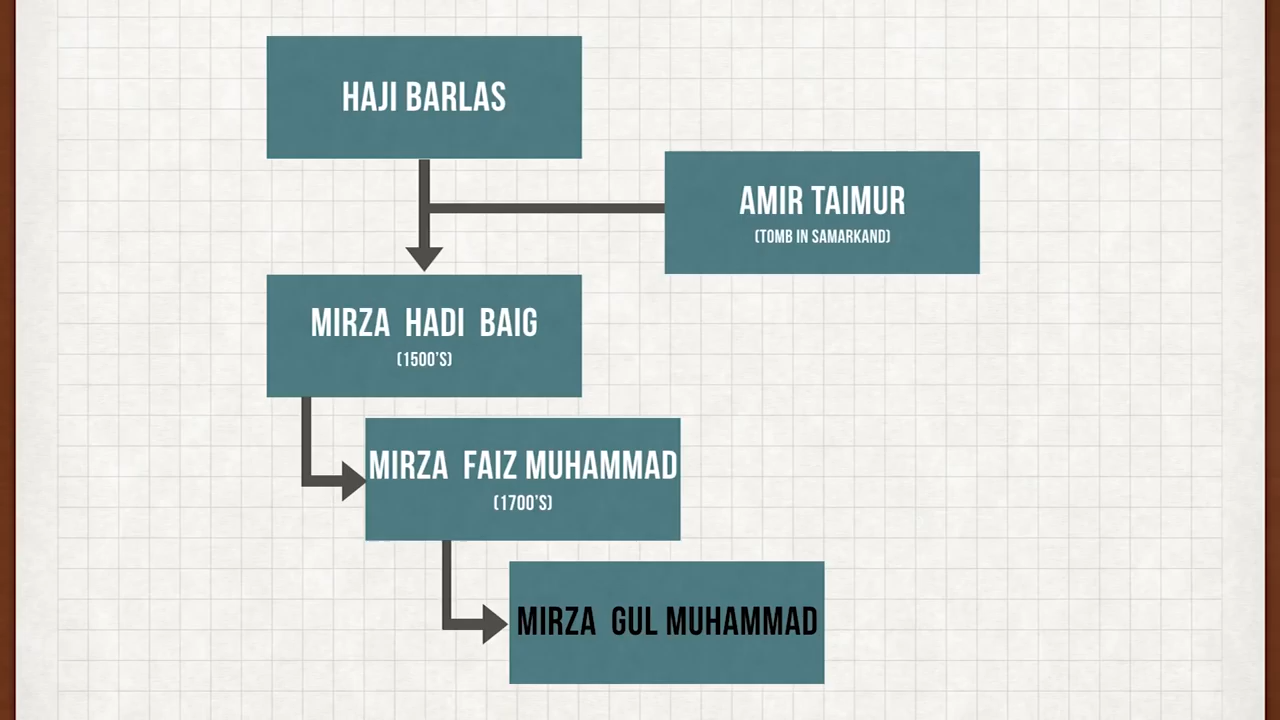 HAJI BARLAS
AMIR TAIMUR
(TOMB IN SAMARKAND)
MIRZA HADI BAIG
(1500'S)
MIRZA FAIZ MUHAMMAD
(1700'S)
MIRZA GUL MUHAMMAD